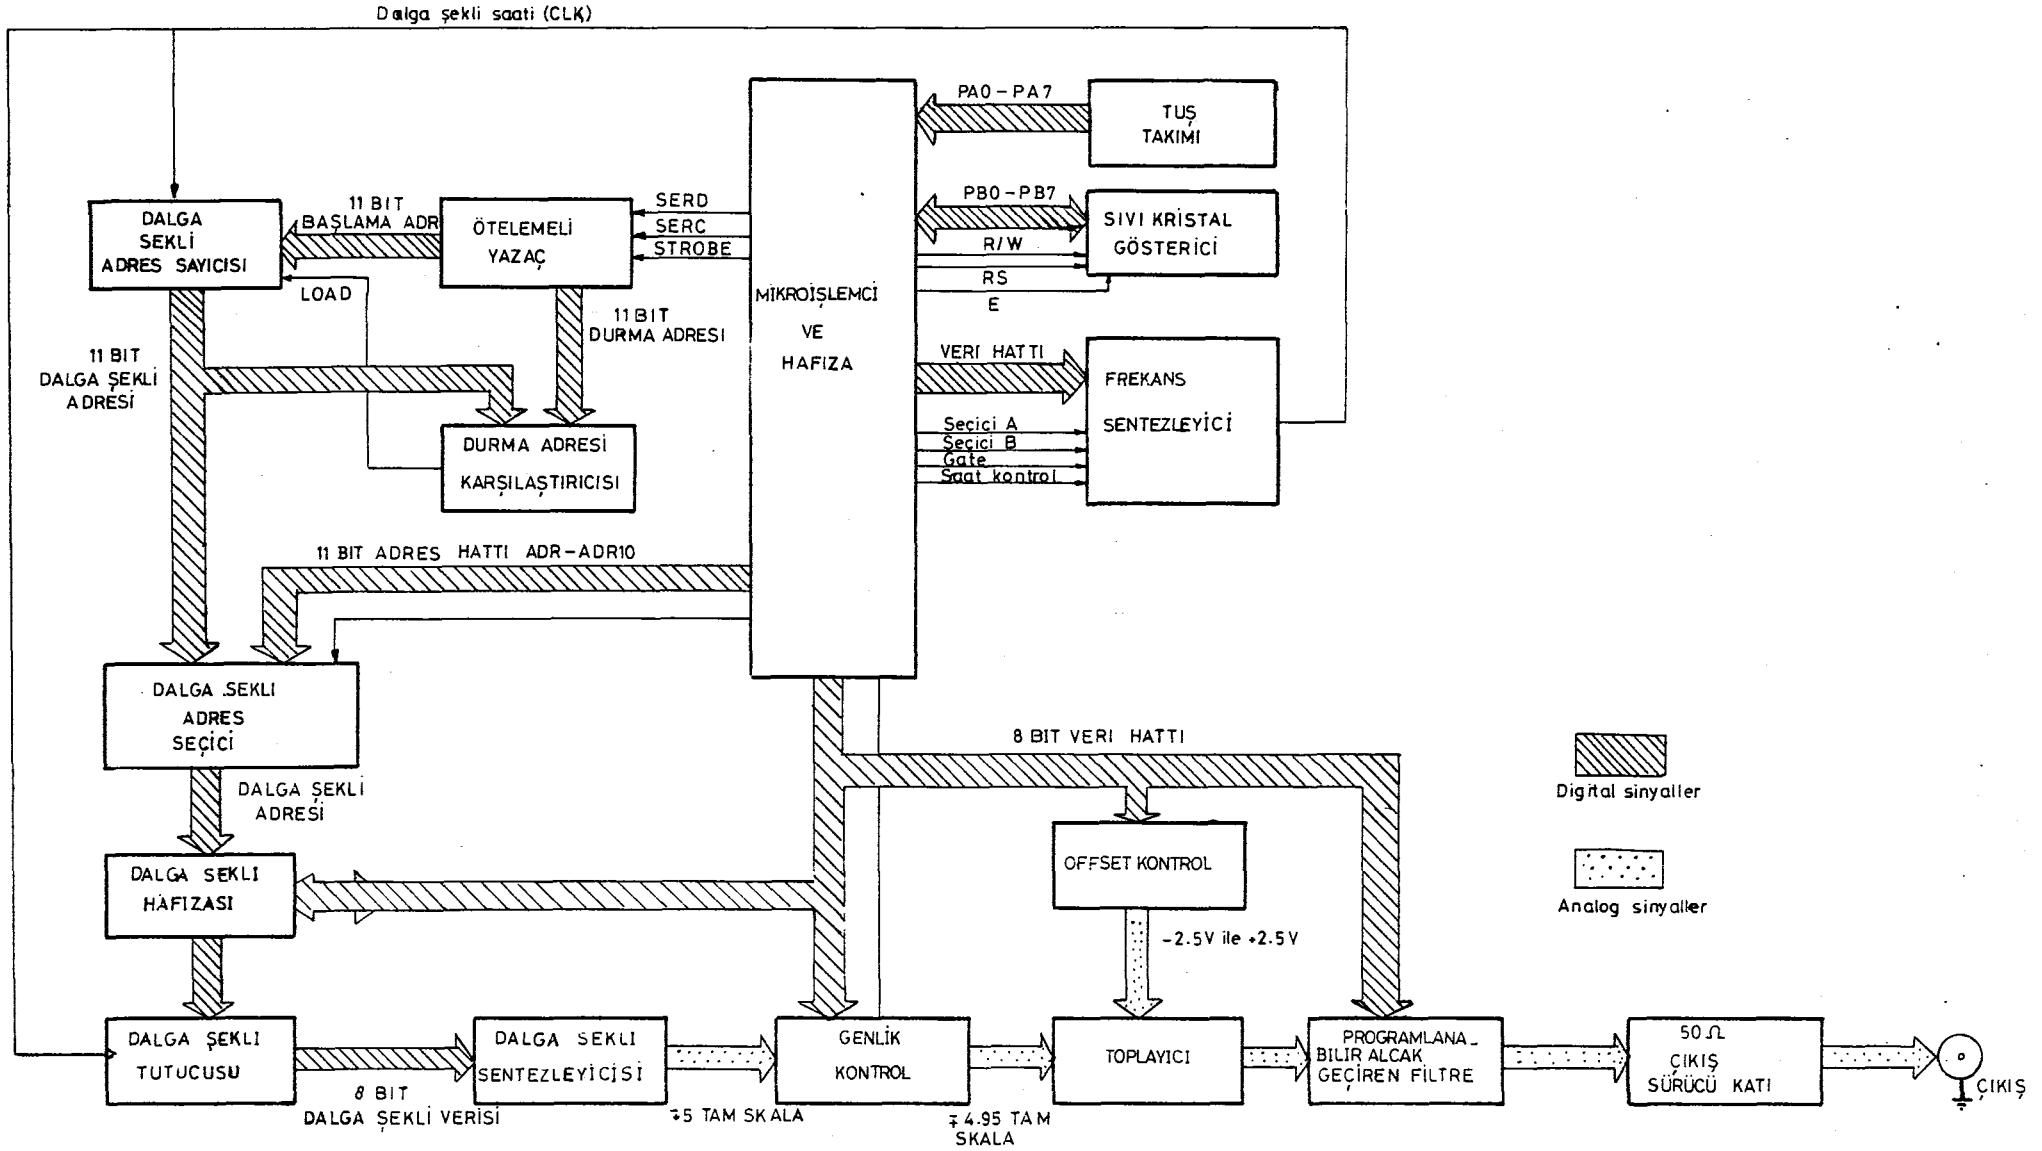 Dalga şekli saati (CLK)
PA0-PA7
TUŞ
TAKIMI
DALGA
SEKLİ
ADRES SAYICISI
11 BIT
BAŞLAMA ADR
ÖTELEMELİ
YAZAÇ
SERD
SERC
STROBE
PB0-PB7
SIVI KRİSTAL
GÖSTERİCİ
R/W
RS
E
LOAD
11 BIT
DURMA ADRESI
MİKROİŞLEMCİ
VE
HAFIZA
11 BIT
DALGA ŞEKLİ
ADRESİ
VERI HATTI
FREKANS
SENTEZLEYİCİ
Seçici A
Seçici B
Gate
Saat kontrol
DURMA ADRESİ
KARŞILAŞTIRICISI
11 BIT ADRES HATTI ADR-ADR10
DALGA SEKLI
ADRES
SEÇİCİ
DALGA ŞEKLİ
ADRESİ
8 BIT VERI HATTI
Digital sinyaller
DALGA SEKLI
HAFIZASI
OFFSET KONTROL
Analog sinyaller
-2.5V ile +2.5V
DALGA ŞEKLI
TUTUCUSU
8 BIT
DALGA ŞEKLİ VERİSİ
DALGA SEKLI
SENTEZLEYİCİSİ
∓5 TAM SKALA
GENLİK
KONTROL
∓4.95 TAM
SKALA
TOPLAYICI
PROGRAMLANA_
BILIR ALCAK
GEÇİREN FİLTRE
50 Ω
ÇIKIŞ
SÜRÜCÜ KATI
ÇIKIŞ